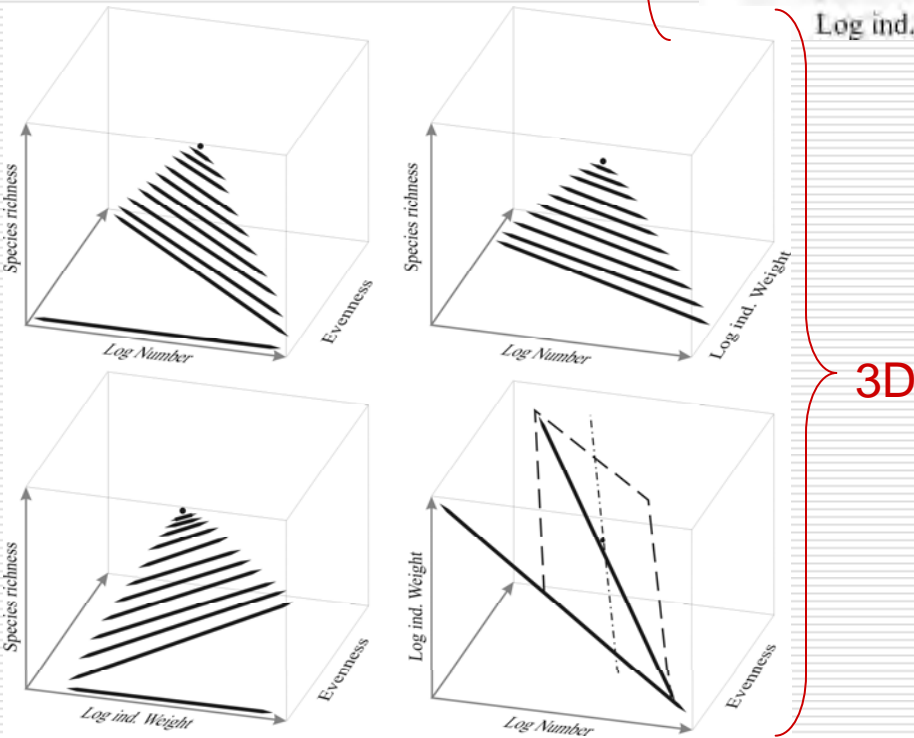 Log ind.
Species richness
Evenness
Log Number
Species richness
Log ind. Weight
Log Number
3D
Species richness
Evenness
Log ind. Weight
Log ind. Weight
Evenness
Log Number